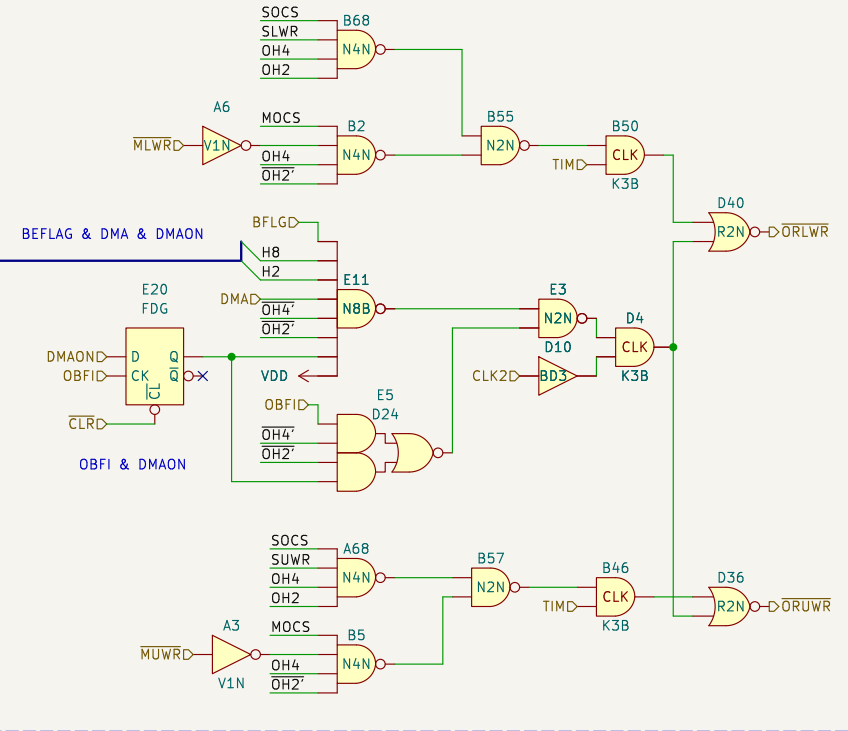 SOCS
B68
SLWR
OH4
N4N
OH2
A6
MOCS
B2
B55
B50
MLWR
V1N
N4N
N2N
CLK
OH4
TIM
OH2'
K3B
D40
BFLG
R2N
ORLWR
BEFLAG & DMA & DMAON
H8
H2
E11
E20
E3
FDG
DMA
N8B
OH4'
N2N
D4
OH2'
D10
CLK
DMAON
D
Q
OBFI
CK
Q
VDD
CLK2
BD3
K3B
CL
E5
OBFI
D24
CLR
OH4'
OH2'
OBFI & DMAON
SOCS
A68
SUWR
B57
B46
OH4
N4N
N2N
CLK
D36
OH2
TIM
R2N
ORUWR
A3
MOCS
B5
K3B
MUWR
OH4
N4N
V1N
OH2'